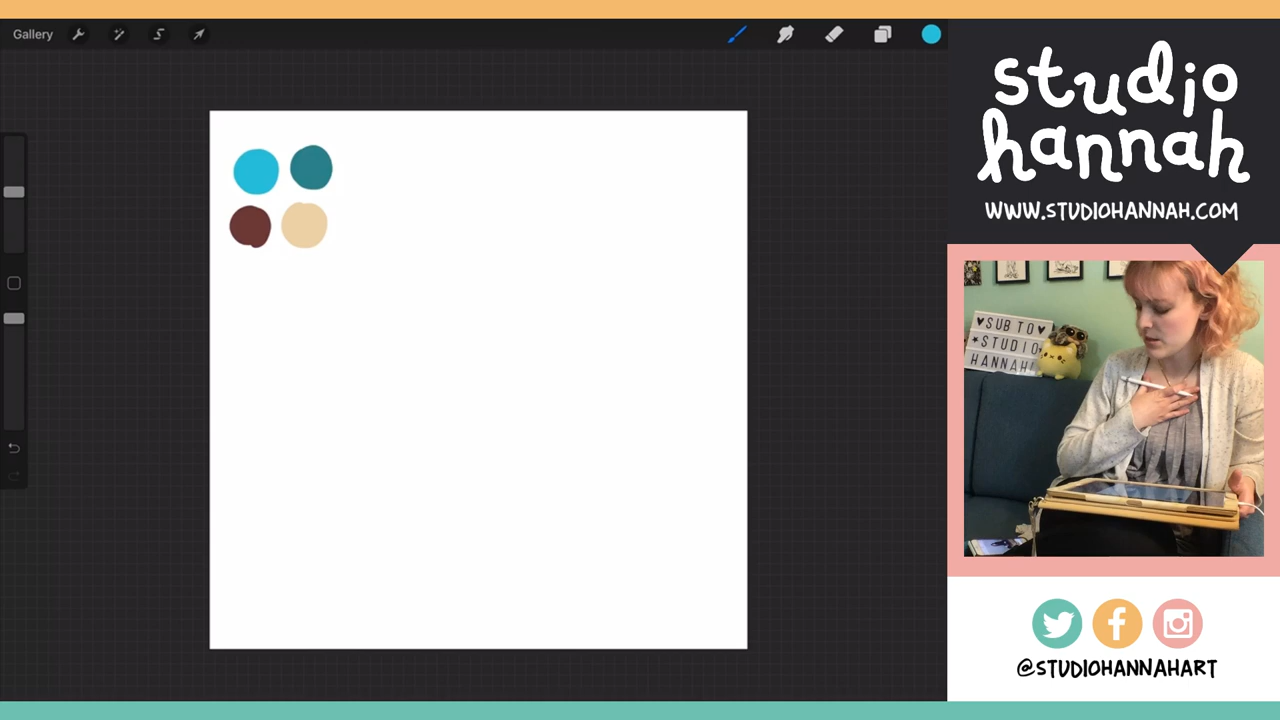 Gallery
studio
hannah
WWW.STUDIOHANNAH.COM
♥SUB TO♥
★STUDIO
HANNAH!
@STUDIOHANNAHART